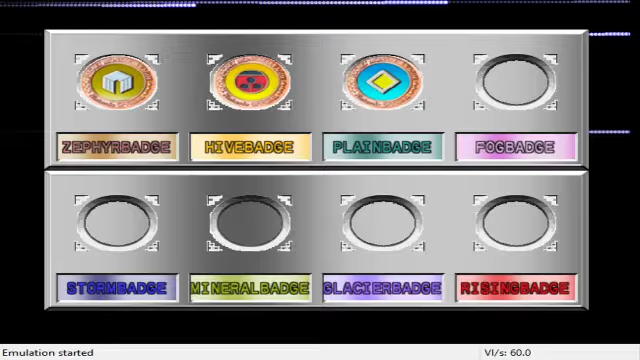 ZEPHYRBADGE HIVEBADGE PLAINBADGE FOGBADGE
STORMBADGE MINERALBADGE GLACIERBADGE RISINGBADGE
Emulation started VI/s: 60.0